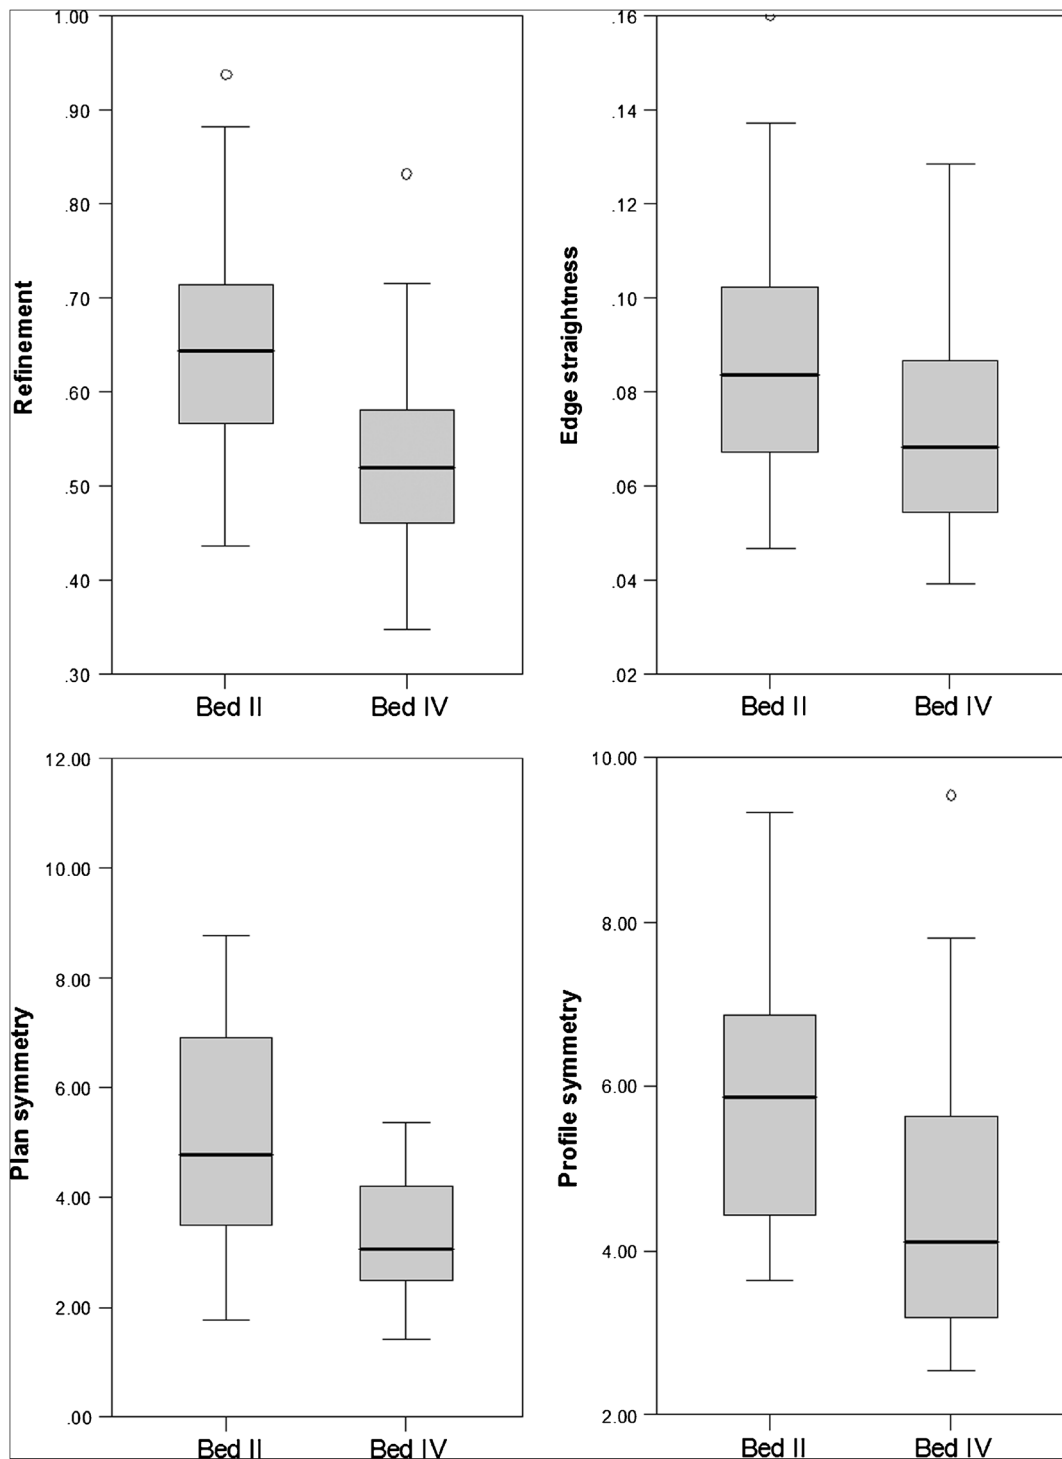 Refinement
1.00
.90
.80
.70
.60
.50
.40
.30
Bed II
Bed IV
Edge straightness
.16
.14
.12
.10
.08
.06
.04
.02
Bed II
Bed IV
Plan symmetry
12.00
10.00
8.00
6.00
4.00
2.00
.00
Bed II
Bed IV
Profile symmetry
10.00
8.00
6.00
4.00
2.00
Bed II
Bed IV